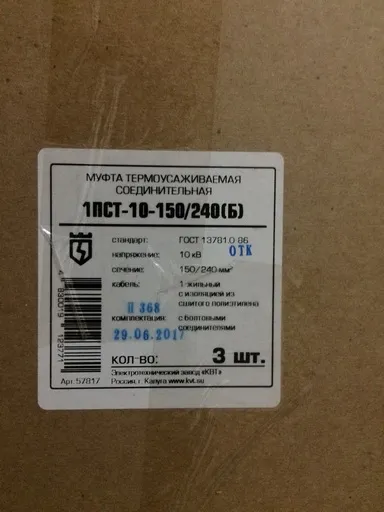 МУФТА ТЕРМОУСАЖИВАЕМАЯ
СОЕДИНИТЕЛЬНАЯ
1ПСТ-10-150/240(Б)
стандарт: ГОСТ 13781.0-86
напряжение: 10 кВ ОТК
сечение: 150/240 мм²
кабель: 1-жильный
с изоляцией из
сшитого полиэтилена
П 368
комплектация: с болтовыми
соединителями
29.06.2017
КОЛ-ВО: 3 шт.
Электротехнический завод «КВТ»
Арт. 57817 Россия, г. Калуга www.kvt.su